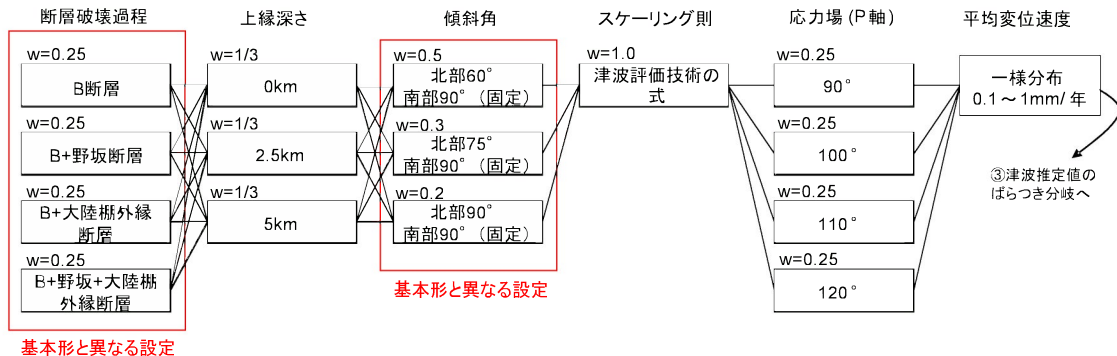 断層破壊過程
w=0.25
B断層
w=0.25
B+野坂断層
w=0.25
B+大陸棚外縁
断層
w=0.25
B+野坂+大陸棚
外縁断層
基本形と異なる設定
上縁深さ
w=1/3
0km
w=1/3
2.5km
w=1/3
5km
傾斜角
w=0.5
北部60°
南部90°（固定）
w=0.3
北部75°
南部90°（固定）
w=0.2
北部90°
南部90°（固定）
基本形と異なる設定
スケーリング則
w=1.0
津波評価技術の
式
応力場（P軸）
w=0.25
90°
w=0.25
100°
w=0.25
110°
w=0.25
120°
平均変位速度
一様分布
0.1～1mm/年
③津波推定値の
ばらつき分岐へ